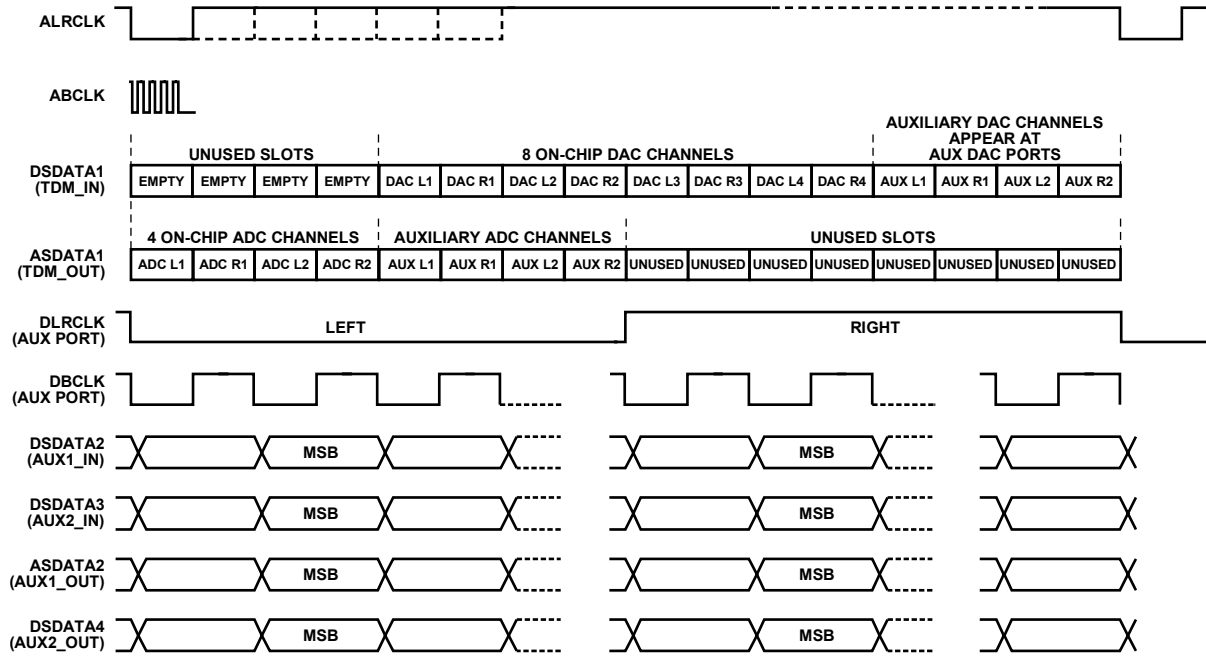 ALRCLK
ABCLK
AUXILIARY DAC CHANNELS
APPEAR AT
AUX DAC PORTS
UNUSED SLOTS
8 ON-CHIP DAC CHANNELS
DSDATA1
(TDM_IN)
EMPTY EMPTY EMPTY EMPTY DAC L1 DAC R1 DAC L2 DAC R2 DAC L3 DAC R3 DAC L4 DAC R4 AUX L1 AUX R1 AUX L2 AUX R2
4 ON-CHIP ADC CHANNELS
AUXILIARY ADC CHANNELS
UNUSED SLOTS
ASDATA1
(TDM_OUT)
ADC L1 ADC R1 ADC L2 ADC R2 AUX L1 AUX R1 AUX L2 AUX R2 UNUSED UNUSED UNUSED UNUSED UNUSED UNUSED UNUSED UNUSED
DLRCLK
(AUX PORT)
LEFT
RIGHT
DBCLK
(AUX PORT)
DSDATA2
(AUX1_IN)
MSB
MSB
DSDATA3
(AUX2_IN)
MSB
MSB
ASDATA2
(AUX1_OUT)
MSB
MSB
DSDATA4
(AUX2_OUT)
MSB
MSB